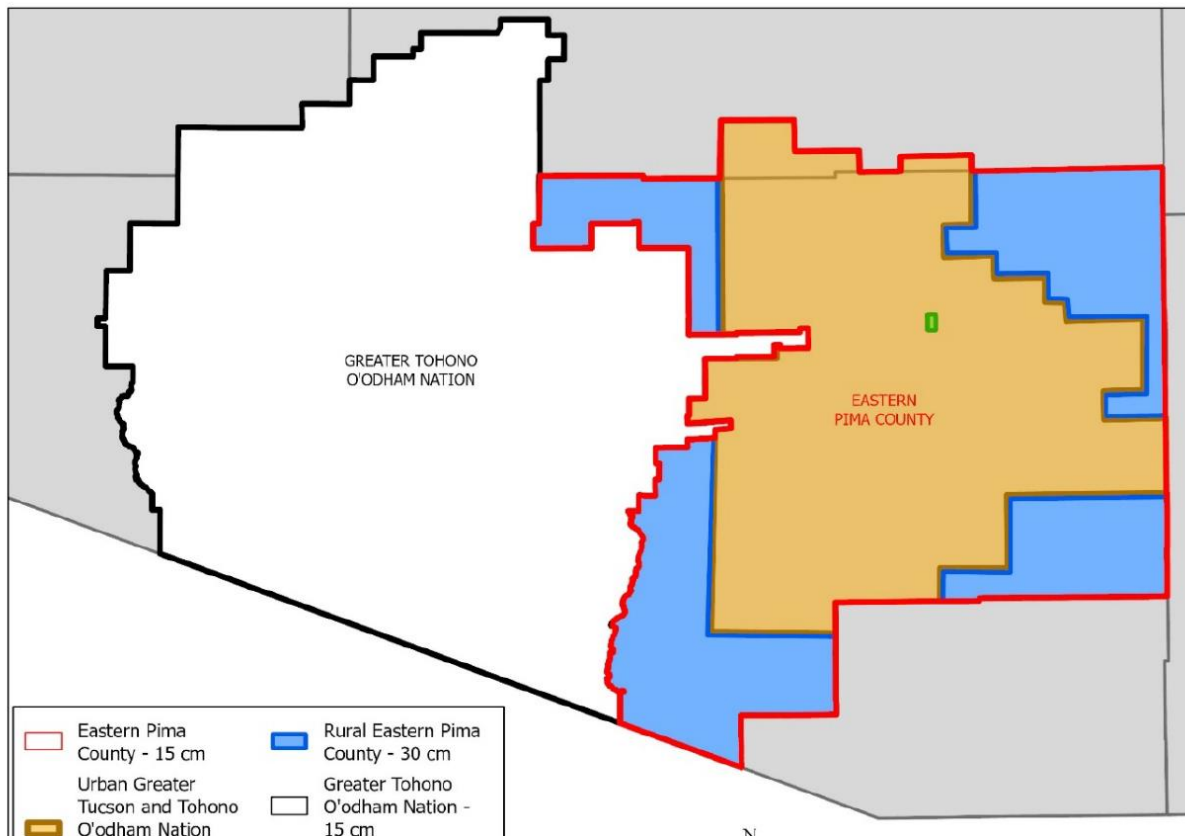 GREATER TOHONO
O'ODHAM NATION
EASTERN
PIMA COUNTY
Eastern Pima
County - 15 cm
Rural Eastern Pima
County - 30 cm
Urban Greater
Tucson and Tohono
O'odham Nation
Greater Tohono
O'odham Nation -
15 cm
N